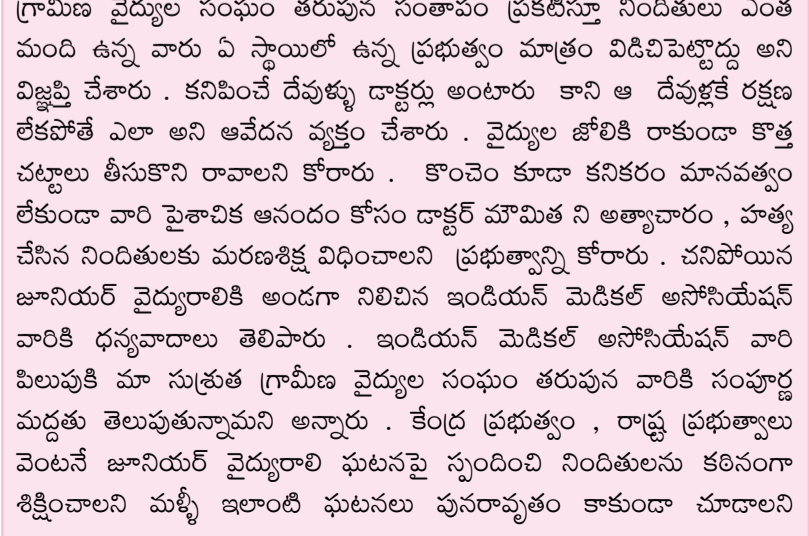 గ్రామీణ వైద్యుల సంఘం తరుపున సంతాపం ప్రకటిస్తూ నిందితులు ఎంత
మంది ఉన్న వారు ఏ స్థాయిలో ఉన్న ప్రభుత్వం మాత్రం విడిచిపెట్టొద్దు అని
విజ్ఞప్తి చేశారు . కనిపించే దేవుళ్ళు డాక్టర్లు అంటారు కాని ఆ దేవుళ్లకే రక్షణ
లేకపోతే ఎలా అని ఆవేదన వ్యక్తం చేశారు . వైద్యుల జోలికి రాకుండా కొత్త
చట్టాలు తీసుకొని రావాలని కోరారు . కొంచెం కూడా కనికరం మానవత్వం
లేకుండా వారి పైశాచిక ఆనందం కోసం డాక్టర్ మౌమిత ని అత్యాచారం , హత్య
చేసిన నిందితులకు మరణశిక్ష విధించాలని ప్రభుత్వాన్ని కోరారు . చనిపోయిన
జూనియర్ వైద్యురాలికి అండగా నిలిచిన ఇండియన్ మెడికల్ అసోసియేషన్
వారికి ధన్యవాదాలు తెలిపారు . ఇండియన్ మెడికల్ అసోసియేషన్ వారి
పిలుపుకి మా సుశ్రుత గ్రామీణ వైద్యుల సంఘం తరుపున వారికి సంపూర్ణ
మద్దతు తెలుపుతున్నామని అన్నారు . కేంద్ర ప్రభుత్వం , రాష్ట్ర ప్రభుత్వాలు
వెంటనే జూనియర్ వైద్యురాలి ఘటనపై స్పందించి నిందితులను కఠినంగా
శిక్షించాలని మళ్ళీ ఇలాంటి ఘటనలు పునరావృతం కాకుండా చూడాలని